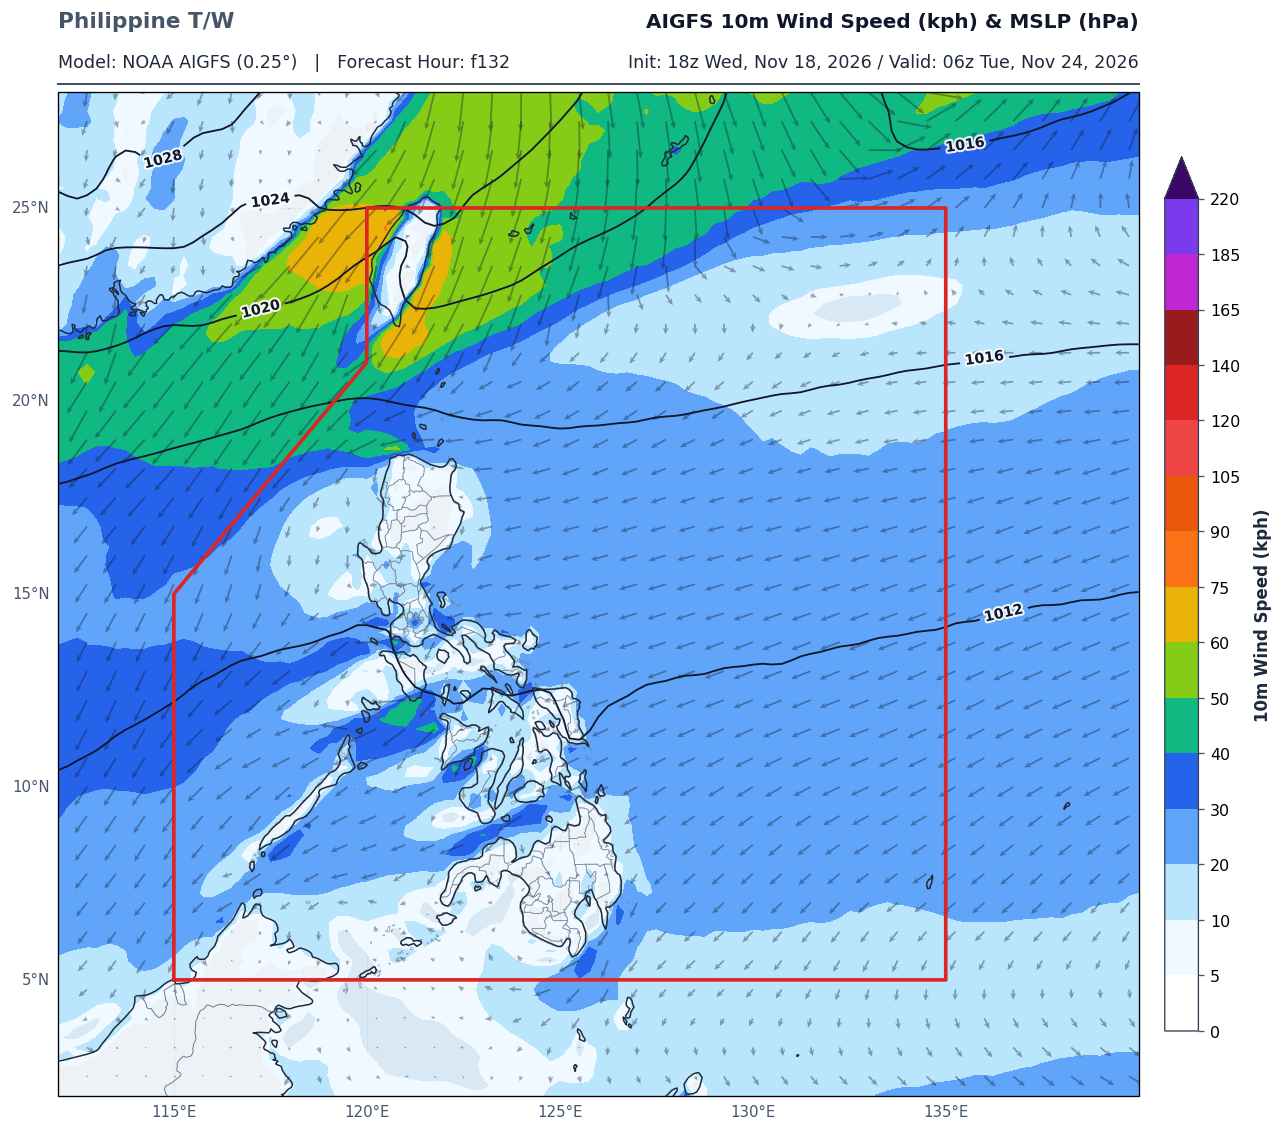 Philippine T/W
AIGFS 10m Wind Speed (kph) & MSLP (hPa)
Model: NOAA AIGFS (0.25°) | Forecast Hour: f132
Init: 18z Wed, Nov 18, 2026 / Valid: 06z Tue, Nov 24, 2026
1028
1024
1020
1016
1016
1012
25°N
20°N
15°N
10°N
5°N
115°E
120°E
125°E
130°E
135°E
220
185
165
140
120
105
90
75
60
50
40
30
20
10
5
0
10m Wind Speed (kph)